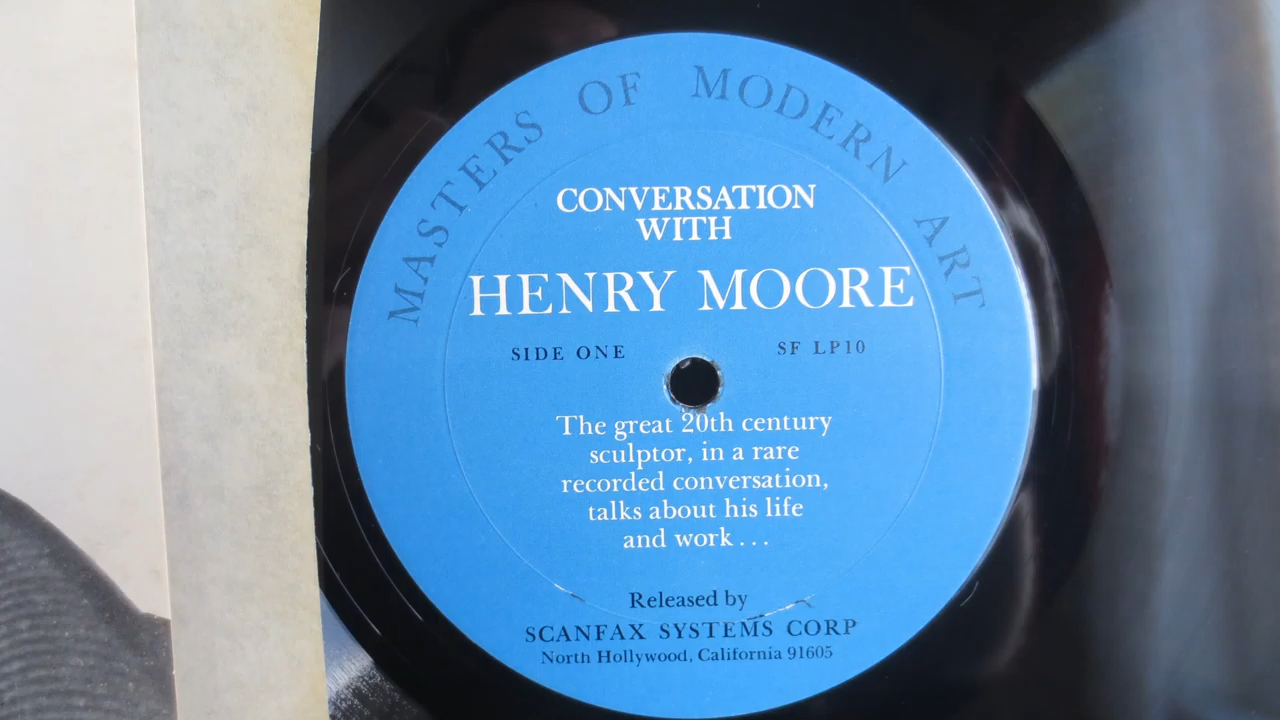 MASTERS OF MODERN ART
CONVERSATION
WITH
HENRY MOORE
SIDE ONE
SF LP10
The great 20th century
sculptor, in a rare
recorded conversation,
talks about his life
and work...
Released by
SCANFAX SYSTEMS CORP
North Hollywood, California 91605